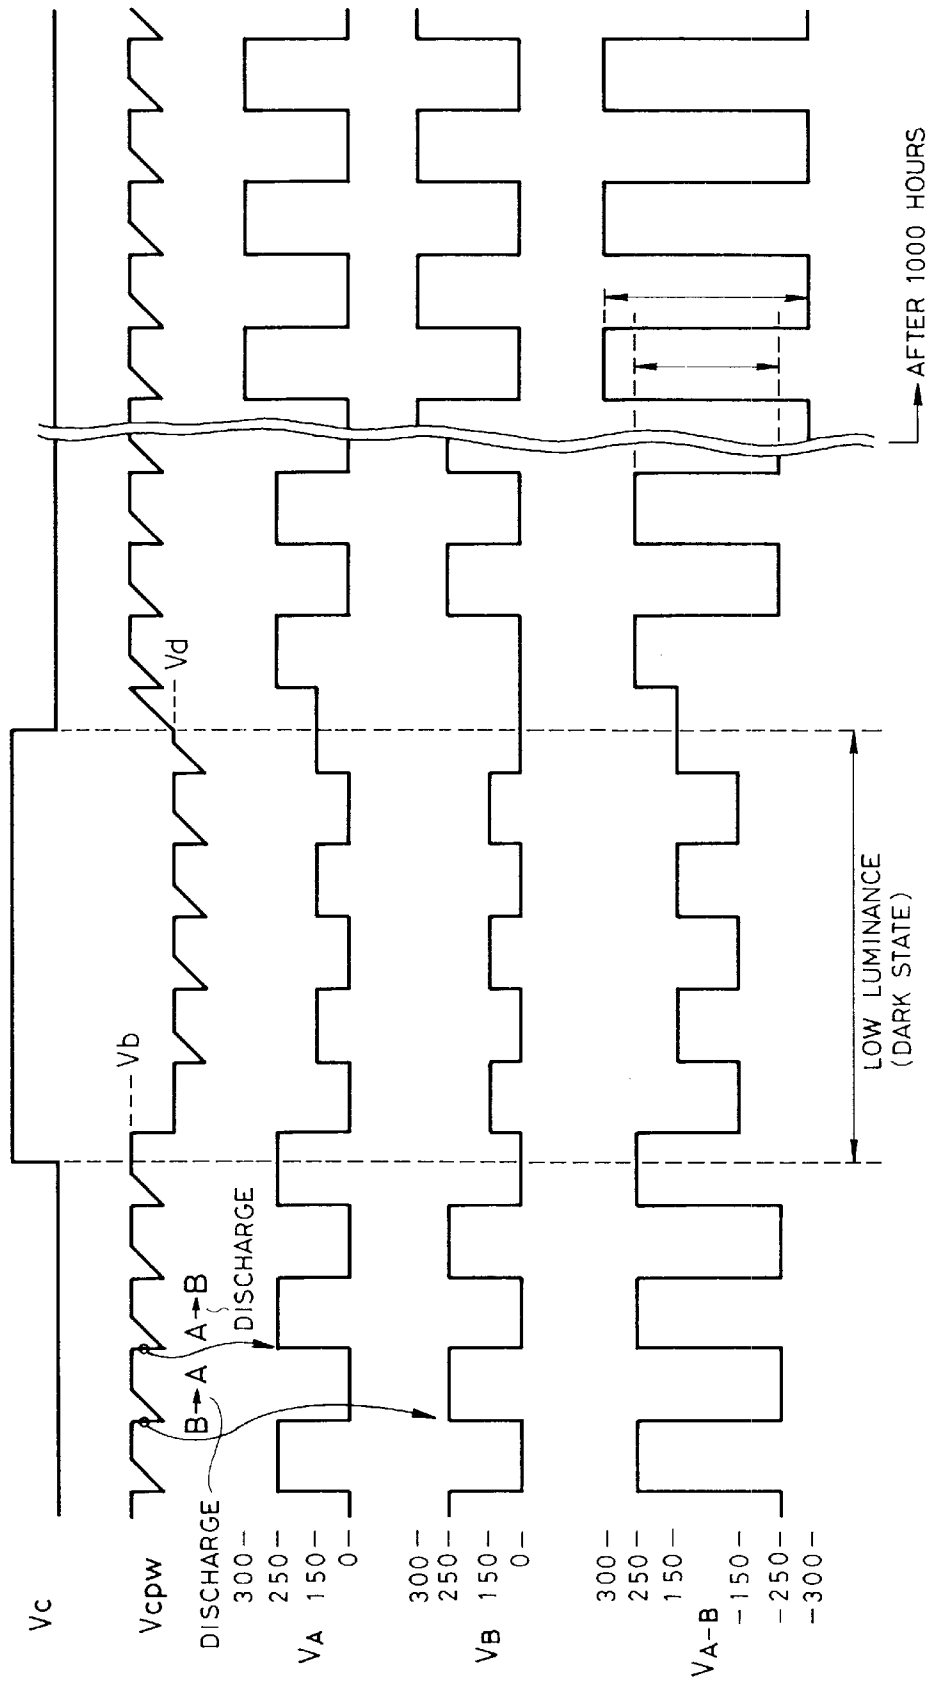 Vc
Vcpw
Vb
Vd
B→A
A→B
DISCHARGE
DISCHARGE
VA
300
250
150
0
VB
300
250
150
0
VA-B
300
250
150
-150
-250
-300
LOW LUMINANCE
(DARK STATE)
AFTER 1000 HOURS